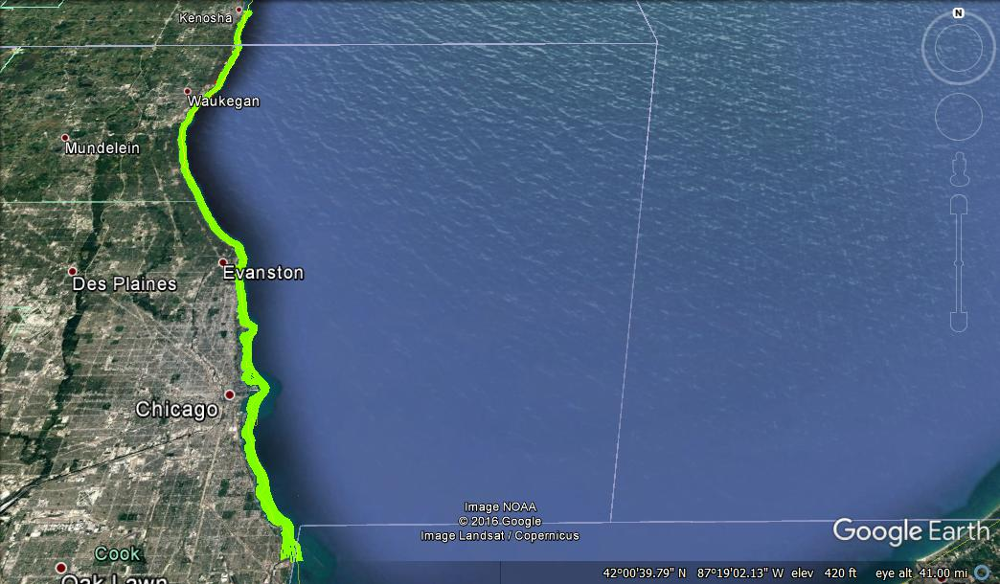 Kenosha
N
Waukegan
Mundelein
Evanston
Des Plaines
Chicago
Image NOAA
© 2016 Google
Image Landsat / Copernicus
Google Earth
Cook
Oak Lawn
42°00'39.79" N 87°19'02.13" W elev 420 ft eye alt 41.00 mi